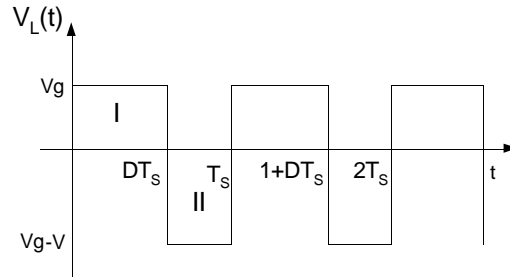 V_L(t)
Vg
I
DT_S
T_S
1+DT_S
2T_S
t
II
Vg-V